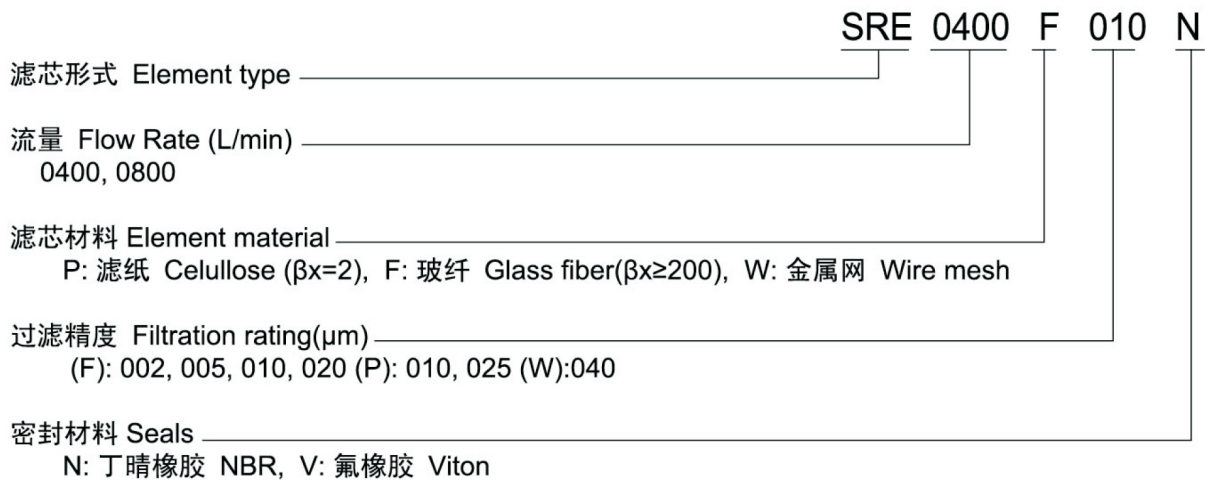 SRE 0400 F 010 N
滤芯形式 Element type
流量 Flow Rate (L/min)
0400, 0800
滤芯材料 Element material
P: 滤纸 Celullose (βx=2), F: 玻纤 Glass fiber(βx≥200), W: 金属网 Wire mesh
过滤精度 Filtration rating(μm)
(F): 002, 005, 010, 020 (P): 010, 025 (W):040
密封材料 Seals
N: 丁晴橡胶 NBR, V: 氟橡胶 Viton